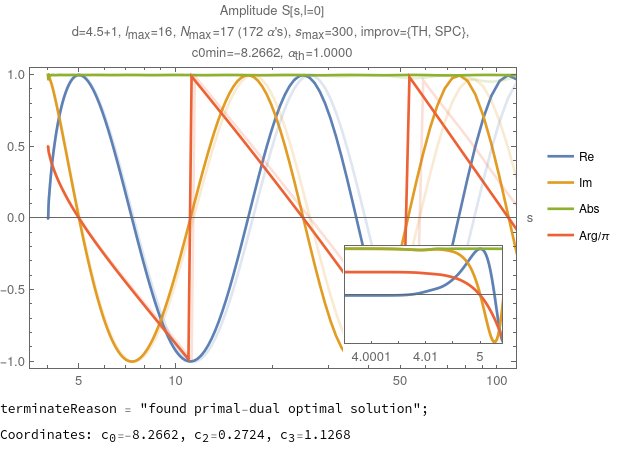 Amplitude S[s,l=0]
d=4.5+1, lmax=16, Nmax=17 (172 α's), smax=300, improv={TH, SPC},
c0min=-8.2662, αth=1.0000
1.0
0.5
0.0
-0.5
-1.0
s
Re
Im
Abs
Arg/π
4.0001 4.01 5
5 10 50 100
terminateReason = "found primal-dual optimal solution";
Coordinates: c0=-8.2662, c2=0.2724, c3=1.1268